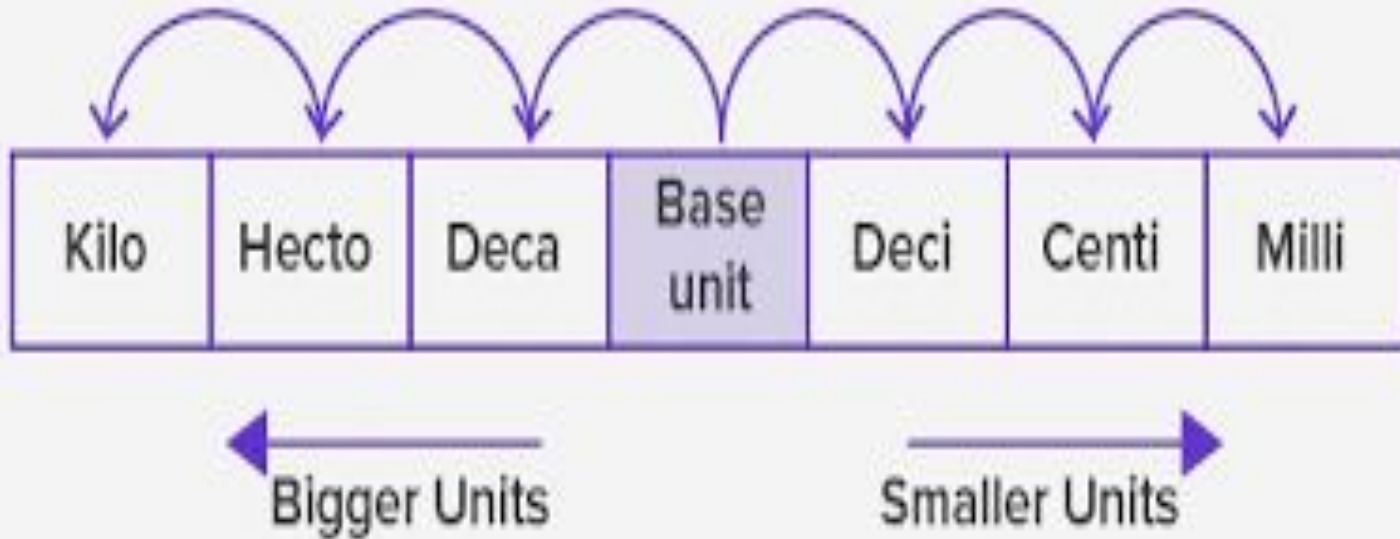 Kilo
Hecto
Deca
Base
unit
Deci
Centi
Milli
Bigger Units
Smaller Units